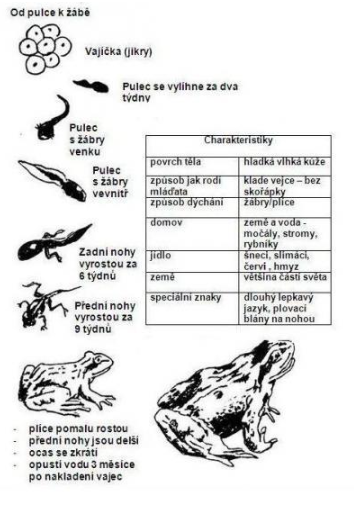 Od pulce k žábě
Vajíčka (jikry)
Pulec se vylíhne za dva
týdny
Pulec
s žábry
venku
Pulec
s žábry
vevnitř
Zadní nohy
vyrostou za
6 týdnů
Přední nohy
vyrostou za
9 týdnů
Charakteristiky
povrch těla	hladká vlhká kůže
způsob jak rodí
mláďata	klade vejce – bez
skořápky
způsob dýchání	žábry/plíce
domov	země a voda -
močály, stromy,
rybníky
jídlo	šneci, slimáci,
červi , hmyz
země	většina částí světa
speciální znaky	dlouhý lepkavý
jazyk, plovací
blány na nohou
- plíce pomalu rostou
- přední nohy jsou delší
- ocas se zkrátí
- opustí vodu 3 měsíce
po nakladení vajec